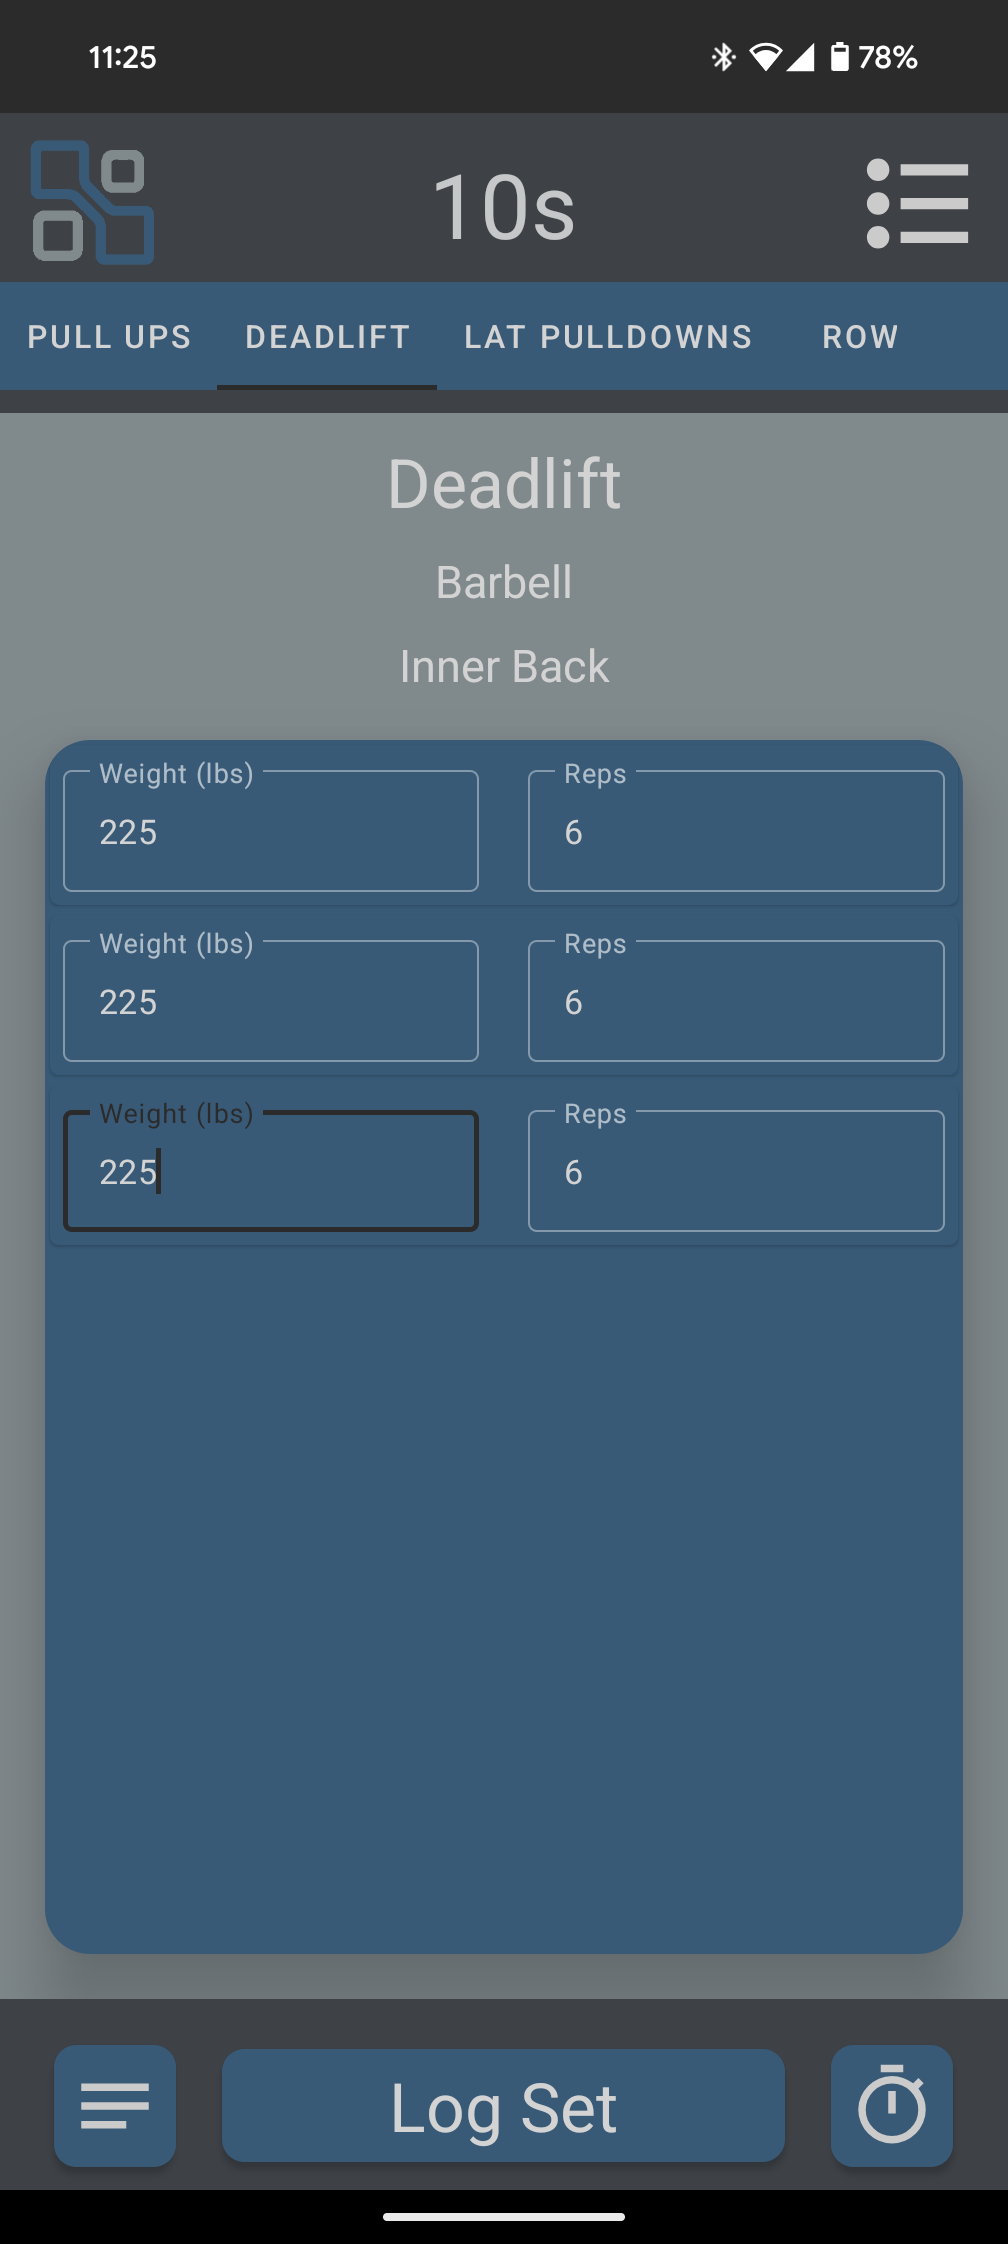 11:25 78%
10s
PULL UPS DEADLIFT LAT PULLDOWNS ROW
Deadlift
Barbell
Inner Back
Weight (lbs) Reps
225 6
Weight (lbs) Reps
225 6
Weight (lbs) Reps
225 6
Log Set